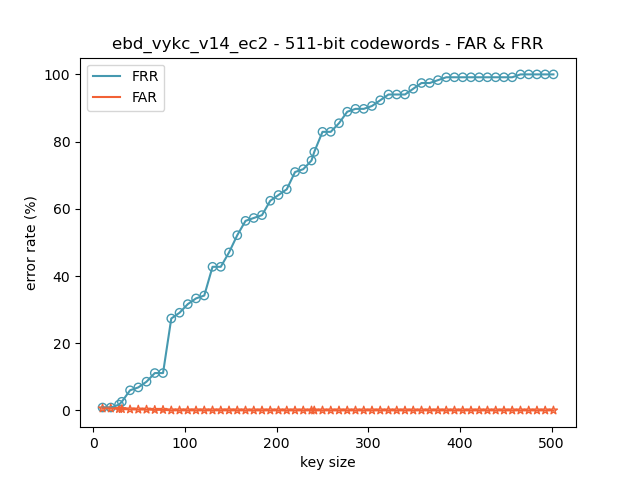 ebd_vykc_v14_ec2 - 511-bit codewords - FAR & FRR
FRR
FAR
error rate (%)
100
80
60
40
20
0
0 100 200 300 400 500
key size